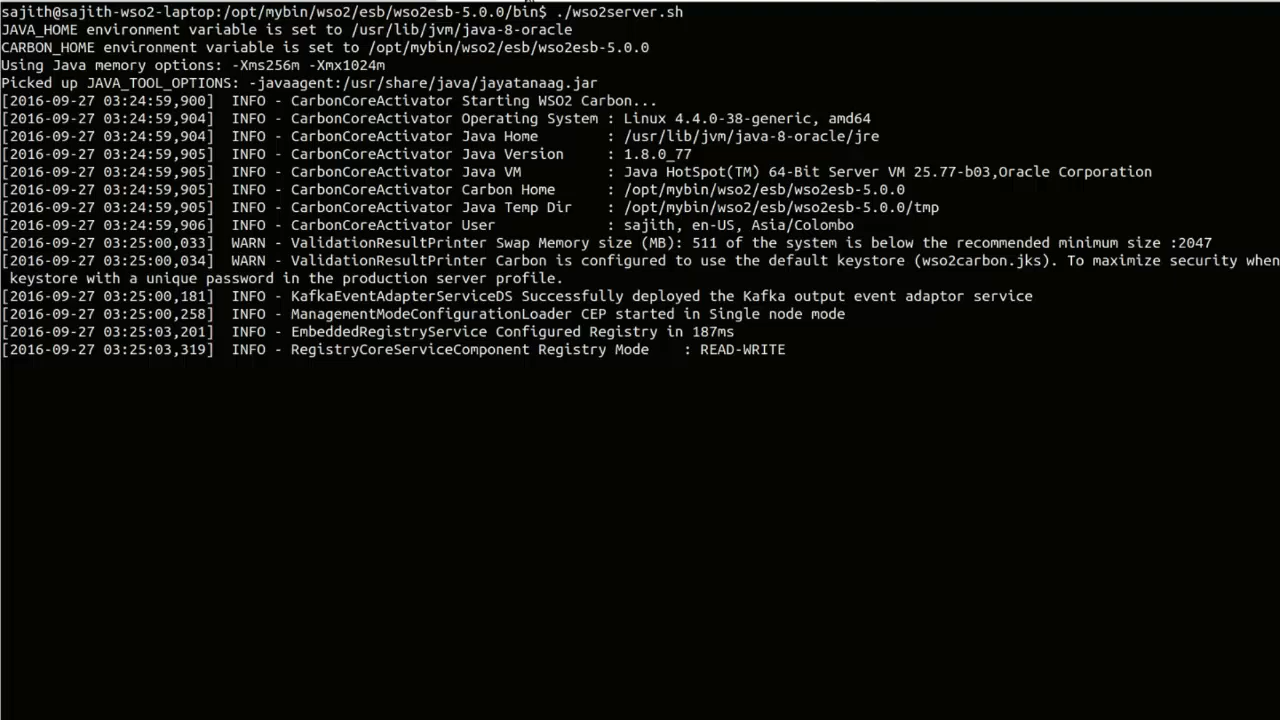 sajith@sajith-wso2-laptop:/opt/mybin/wso2/esb/wso2esb-5.0.0/bin$ ./wso2server.sh
JAVA_HOME environment variable is set to /usr/lib/jvm/java-8-oracle
CARBON_HOME environment variable is set to /opt/mybin/wso2/esb/wso2esb-5.0.0
Using Java memory options: -Xms256m -Xmx1024m
Picked up JAVA_TOOL_OPTIONS: -javaagent:/usr/share/java/jayatanaag.jar
[2016-09-27 03:24:59,900]  INFO - CarbonCoreActivator Starting WSO2 Carbon...
[2016-09-27 03:24:59,904]  INFO - CarbonCoreActivator Operating System : Linux 4.4.0-38-generic, amd64
[2016-09-27 03:24:59,904]  INFO - CarbonCoreActivator Java Home        : /usr/lib/jvm/java-8-oracle/jre
[2016-09-27 03:24:59,905]  INFO - CarbonCoreActivator Java Version     : 1.8.0_77
[2016-09-27 03:24:59,905]  INFO - CarbonCoreActivator Java VM          : Java HotSpot(TM) 64-Bit Server VM 25.77-b03,Oracle Corporation
[2016-09-27 03:24:59,905]  INFO - CarbonCoreActivator Carbon Home      : /opt/mybin/wso2/esb/wso2esb-5.0.0
[2016-09-27 03:24:59,905]  INFO - CarbonCoreActivator Java Temp Dir    : /opt/mybin/wso2/esb/wso2esb-5.0.0/tmp
[2016-09-27 03:24:59,906]  INFO - CarbonCoreActivator User             : sajith, en-US, Asia/Colombo
[2016-09-27 03:25:00,033]  WARN - ValidationResultPrinter Swap Memory size (MB): 511 of the system is below the recommended minimum size :2047
[2016-09-27 03:25:00,034]  WARN - ValidationResultPrinter Carbon is configured to use the default keystore (wso2carbon.jks). To maximize security when
keystore with a unique password in the production server profile.
[2016-09-27 03:25:00,181]  INFO - KafkaEventAdapterServiceDS Successfully deployed the Kafka output event adaptor service
[2016-09-27 03:25:00,258]  INFO - ManagementModeConfigurationLoader CEP started in Single node mode
[2016-09-27 03:25:03,201]  INFO - EmbeddedRegistryService Configured Registry in 187ms
[2016-09-27 03:25:03,319]  INFO - RegistryCoreServiceComponent Registry Mode    : READ-WRITE